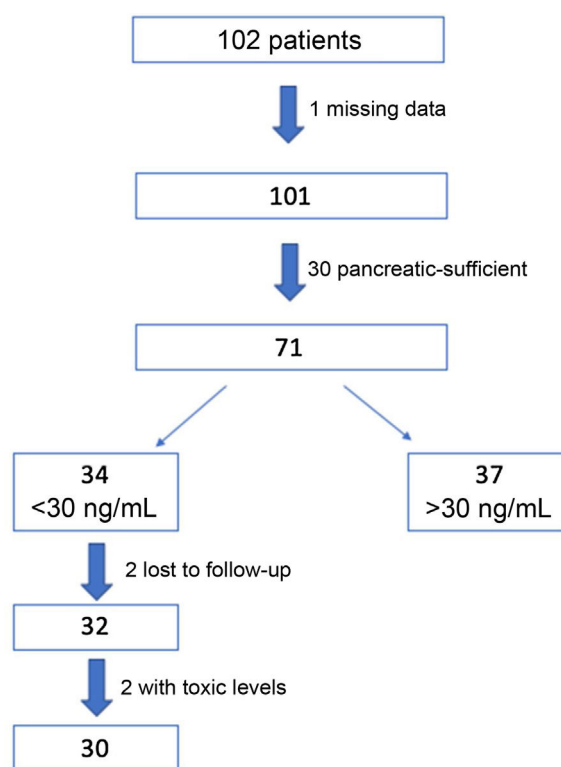 102 patients
1 missing data
101
30 pancreatic-sufficient
71
34
<30 ng/mL
37
>30 ng/mL
2 lost to follow-up
32
2 with toxic levels
30